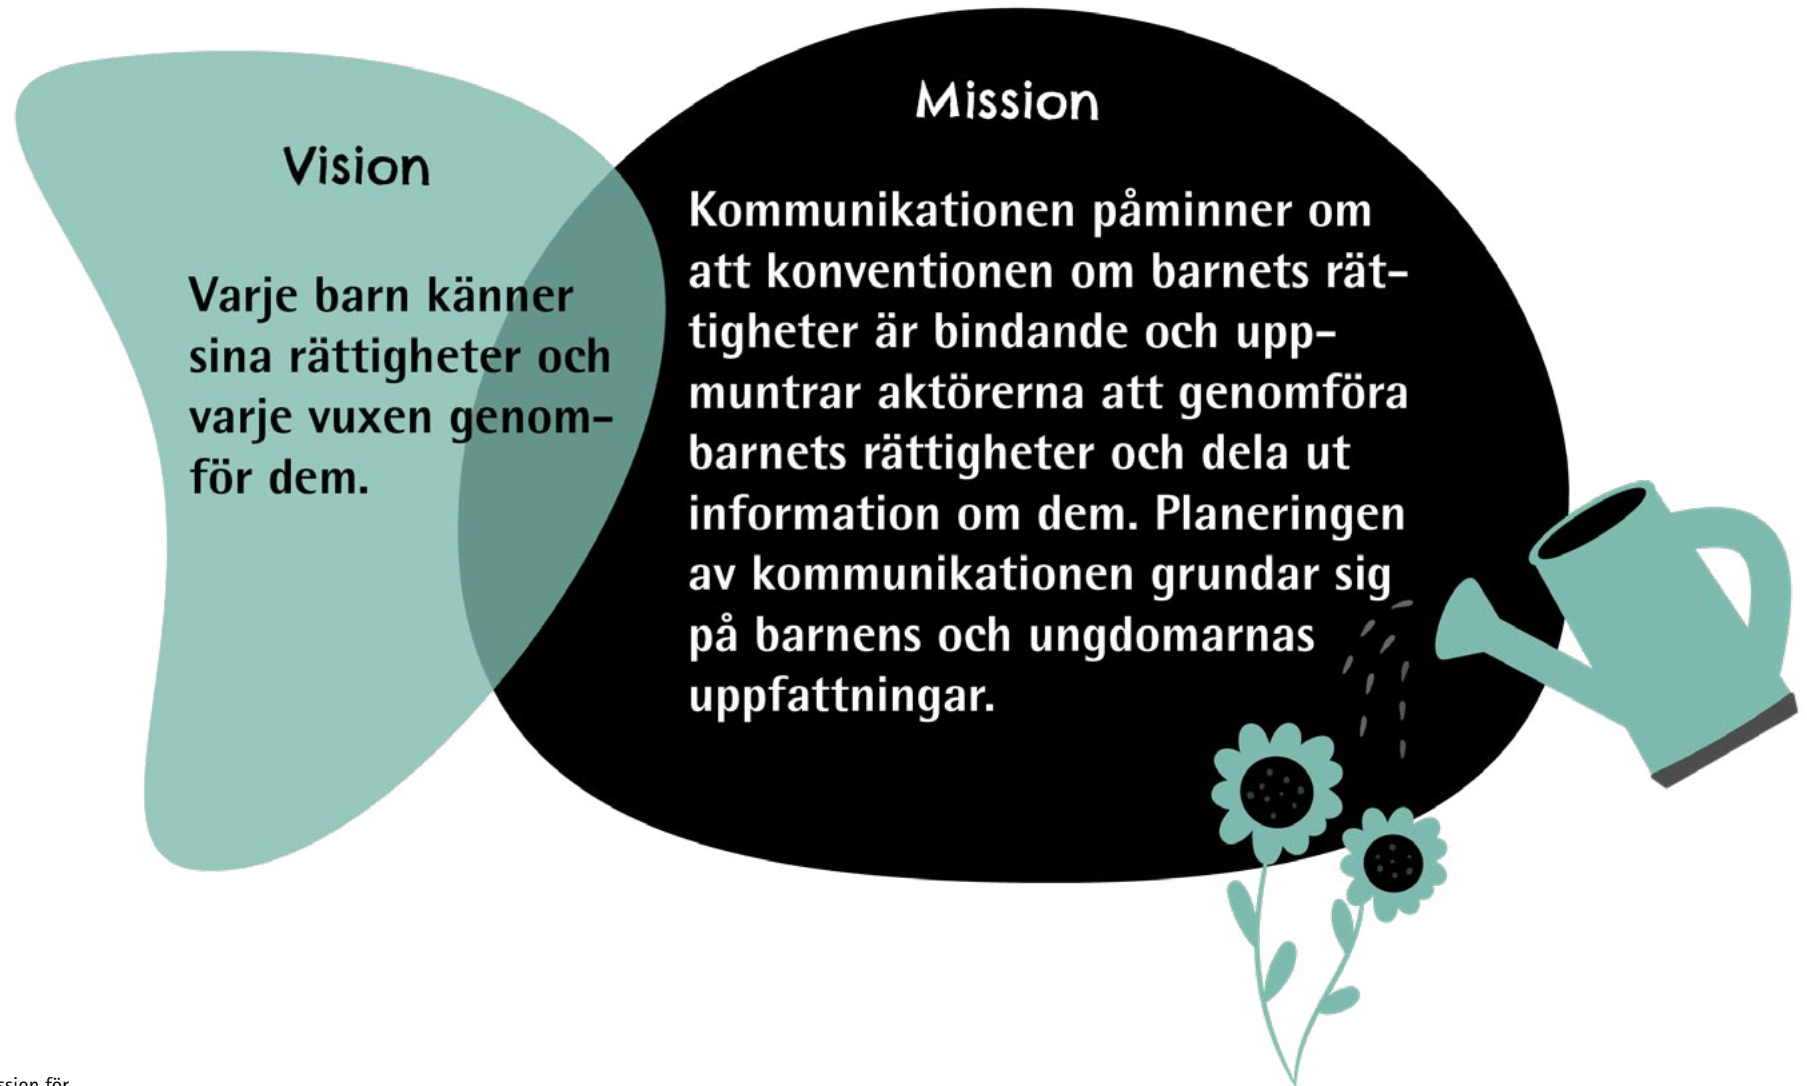 Vision
Varje barn känner
sina rättigheter och
varje vuxen genom-
för dem.
Mission
Kommunikationen påminner om
att konventionen om barnets rät-
tigheter är bindande och upp-
muntrar aktörerna att genomföra
barnets rättigheter och dela ut
information om dem. Planeringen
av kommunikationen grundar sig
på barnens och ungdomarnas
uppfattningar.
för